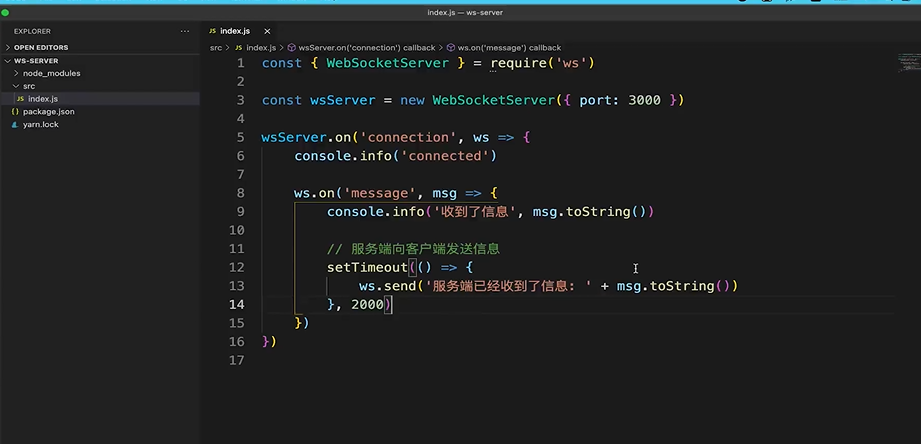 index.js — ws-server
EXPLORER
index.js
OPEN EDITORS
WS-SERVER
node_modules
src
JS index.js
{} package.json
yarn.lock
src > JS index.js > wsServer.on('connection') callback > ws.on('message') callback
1 const { WebSocketServer } = require('ws')
2
3 const wsServer = new WebSocketServer({ port: 3000 })
4
5 wsServer.on('connection', ws => {
6 console.info('connected')
7
8 ws.on('message', msg => {
9 console.info('收到了信息', msg.toString())
10
11 // 服务端向客户端发送信息
12 setTimeout(() => {
13 ws.send('服务端已经收到了信息: ' + msg.toString())
14 }, 2000)
15 })
16 })
17